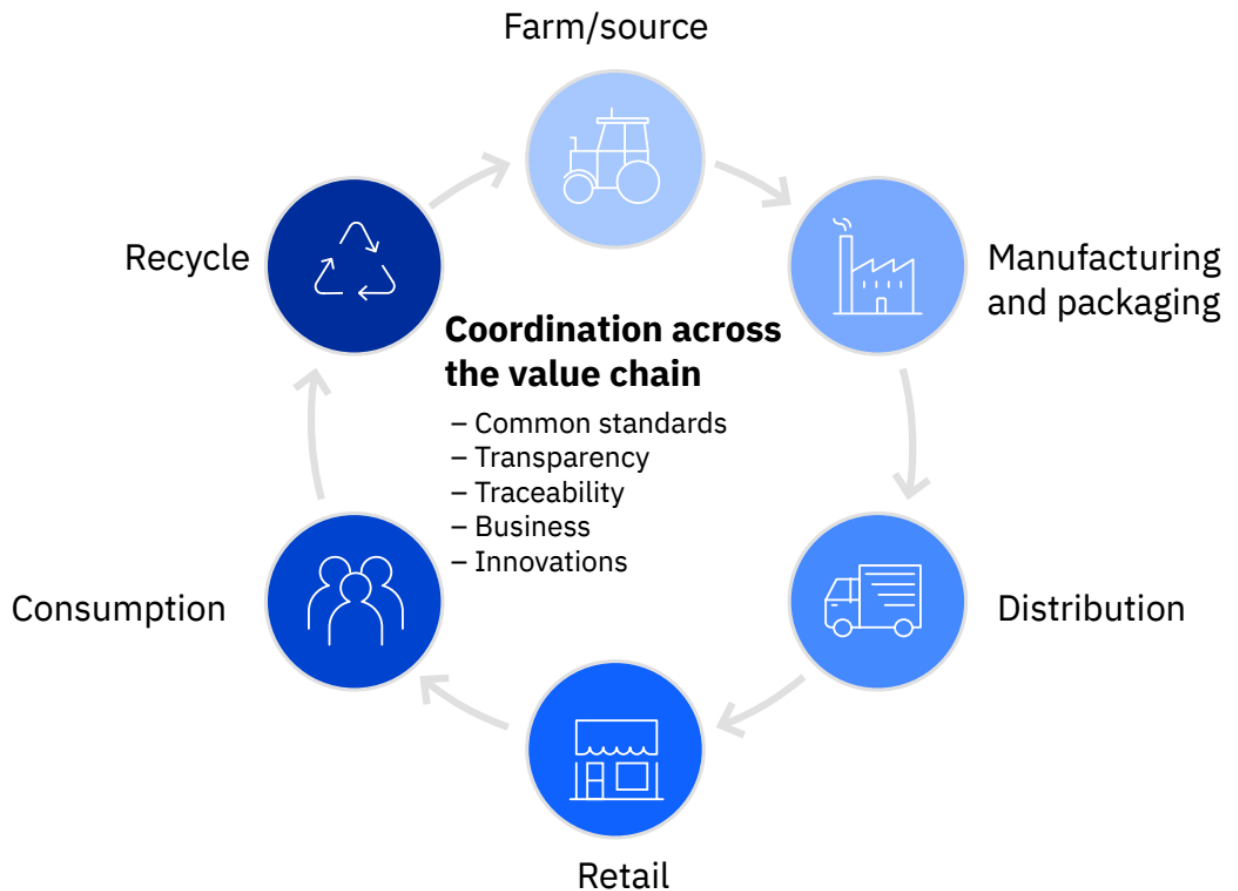 Farm/source
Recycle
Manufacturing
and packaging
Coordination across
the value chain
– Common standards
– Transparency
– Traceability
– Business
– Innovations
Consumption
Distribution
Retail